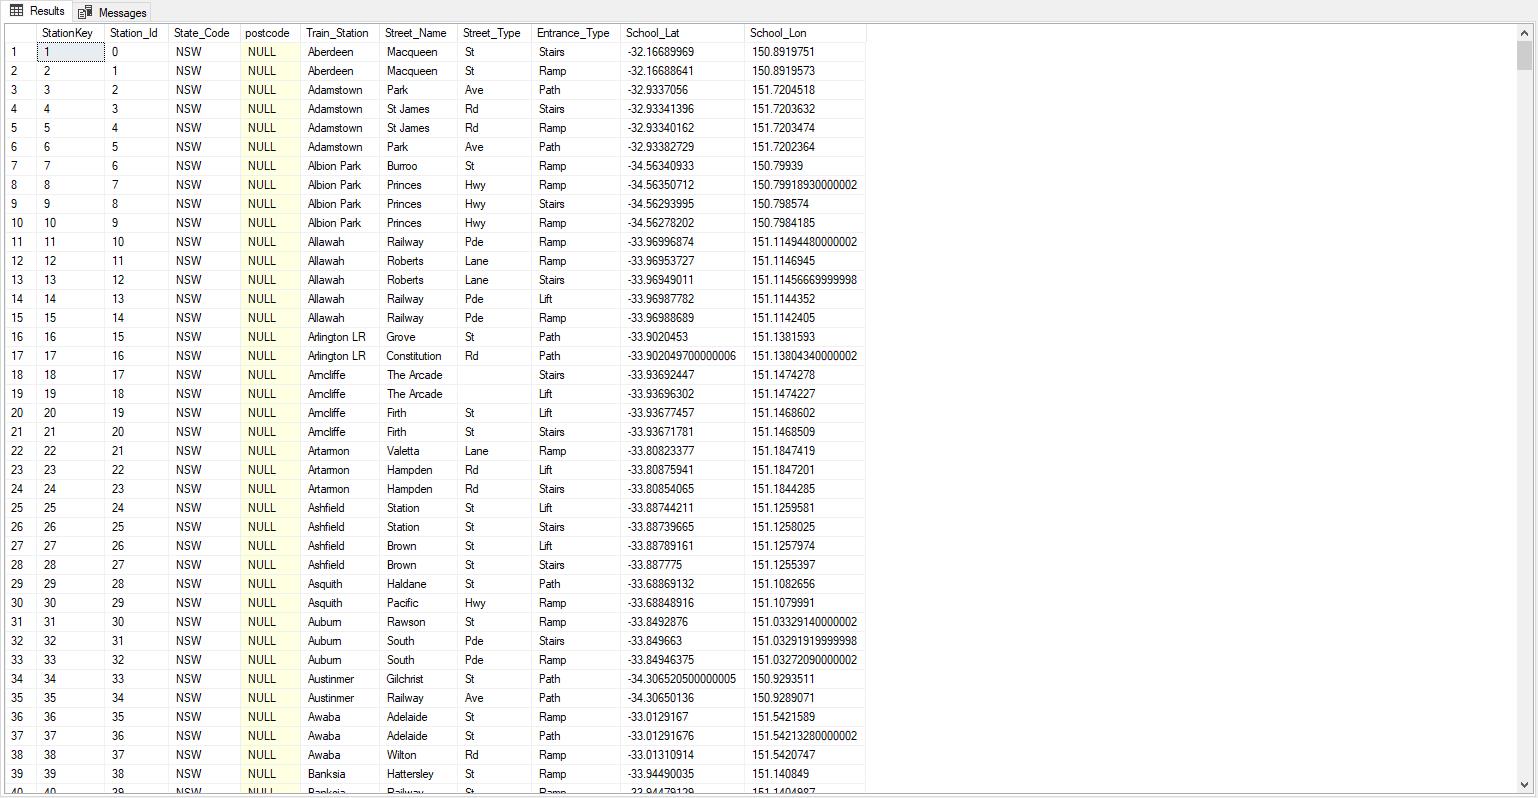 Results Messages
StationKey Station_Id State_Code postcode Train_Station Street_Name Street_Type Entrance_Type School_Lat School_Lon
1 1 0 NSW NULL Aberdeen Macqueen St Stairs -32.16689969 150.8919751
2 2 1 NSW NULL Aberdeen Macqueen St Ramp -32.16688641 150.8919573
3 3 2 NSW NULL Adamstown Park Ave Path -32.9337056 151.7204518
4 4 3 NSW NULL Adamstown St James Rd Stairs -32.93341396 151.7203632
5 5 4 NSW NULL Adamstown St James Rd Ramp -32.93340162 151.7203474
6 6 5 NSW NULL Adamstown Park Ave Path -32.93382729 151.7202364
7 7 6 NSW NULL Albion Park Burroo St Ramp -34.56340933 150.79939
8 8 7 NSW NULL Albion Park Princes Hwy Ramp -34.56350712 150.79918930000002
9 9 8 NSW NULL Albion Park Princes Hwy Stairs -34.56293995 150.798574
10 10 9 NSW NULL Albion Park Princes Hwy Ramp -34.56278202 150.7984185
11 11 10 NSW NULL Allawah Railway Pde Ramp -33.96996874 151.11494480000002
12 12 11 NSW NULL Allawah Roberts Lane Ramp -33.96953727 151.1146945
13 13 12 NSW NULL Allawah Roberts Lane Stairs -33.96949011 151.11456669999998
14 14 13 NSW NULL Allawah Railway Pde Lift -33.96987782 151.1144352
15 15 14 NSW NULL Allawah Railway Pde Ramp -33.96988689 151.1142405
16 16 15 NSW NULL Arlington LR Grove St Path -33.9020453 151.1381593
17 17 16 NSW NULL Arlington LR Constitution Rd Path -33.902049700000006 151.13804340000002
18 18 17 NSW NULL Arncliffe The Arcade Stairs -33.93692447 151.1474278
19 19 18 NSW NULL Arncliffe The Arcade Lift -33.93696302 151.1474227
20 20 19 NSW NULL Arncliffe Firth St Lift -33.93677457 151.1468602
21 21 20 NSW NULL Arncliffe Firth St Stairs -33.93671781 151.1468509
22 22 21 NSW NULL Artarmon Valetta Lane Ramp -33.80823377 151.1847419
23 23 22 NSW NULL Artarmon Hampden Rd Lift -33.80875941 151.1847201
24 24 23 NSW NULL Artarmon Hampden Rd Stairs -33.80854065 151.1844285
25 25 24 NSW NULL Ashfield Station St Lift -33.88744211 151.1259581
26 26 25 NSW NULL Ashfield Station St Stairs -33.88739665 151.1258025
27 27 26 NSW NULL Ashfield Brown St Lift -33.88789161 151.1257974
28 28 27 NSW NULL Ashfield Brown St Stairs -33.887775 151.1255397
29 29 28 NSW NULL Asquith Haldane St Path -33.68869132 151.1082656
30 30 29 NSW NULL Asquith Pacific Hwy Ramp -33.68848916 151.1079991
31 31 30 NSW NULL Auburn Rawson St Ramp -33.8492876 151.03329140000002
32 32 31 NSW NULL Auburn South Pde Stairs -33.849663 151.03291919999998
33 33 32 NSW NULL Auburn South Pde Ramp -33.84946375 151.03272090000002
34 34 33 NSW NULL Austinmer Gilchrist St Path -34.306520500000005 150.9293511
35 35 34 NSW NULL Austinmer Railway Ave Path -34.30650136 150.9289071
36 36 35 NSW NULL Awaba Adelaide St Ramp -33.0129167 151.5421589
37 37 36 NSW NULL Awaba Adelaide St Path -33.01291676 151.54213280000002
38 38 37 NSW NULL Awaba Wilton Rd Ramp -33.01310914 151.5420747
39 39 38 NSW NULL Banksia Hattersley St Ramp -33.94490035 151.140849
40 40 39 NSW NULL Banksia Railway St Ramp -33.94479129 151.1404987